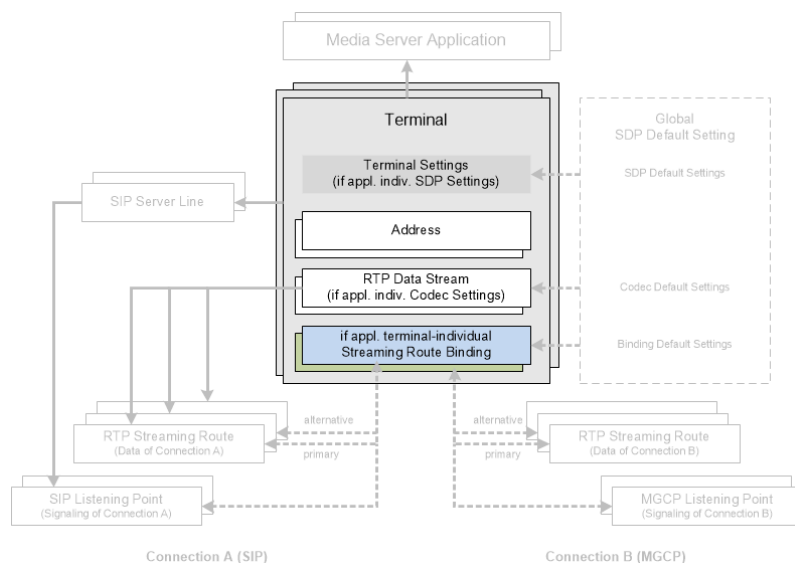 Media Server Application
Terminal
Global
SDP Default Setting
Terminal Settings
(if appl. indiv. SDP Settings)
SDP Default Settings
SIP Server Line
Address
RTP Data Stream
(if appl. indiv. Codec Settings)
Codec Default Settings
if appl. terminal-individual
Streaming Route Binding
Binding Default Settings
alternative
alternative
RTP Streaming Route
(Data of Connection A)
primary
primary
RTP Streaming Route
(Data of Connection B)
SIP Listening Point
(Signaling of Connection A)
MGCP Listening Point
(Signaling of Connection B)
Connection A (SIP)
Connection B (MGCP)